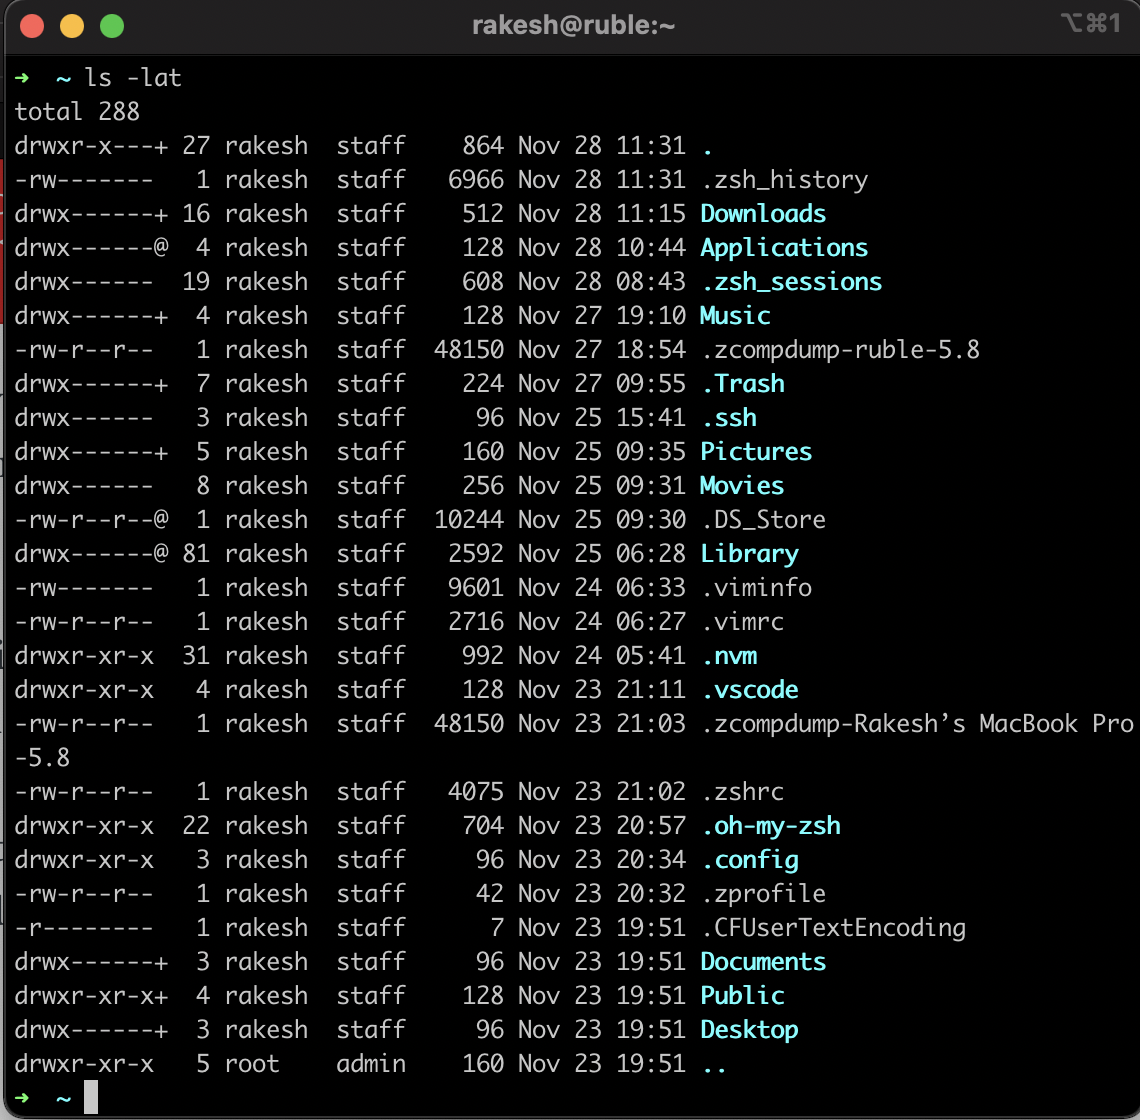 rakesh@ruble:~ ⌥⌘1
➜  ~ ls -lat
total 288
drwxr-x---+ 27 rakesh  staff    864 Nov 28 11:31 .
-rw-------   1 rakesh  staff   6966 Nov 28 11:31 .zsh_history
drwx------+ 16 rakesh  staff    512 Nov 28 11:15 Downloads
drwx------@  4 rakesh  staff    128 Nov 28 10:44 Applications
drwx------  19 rakesh  staff    608 Nov 28 08:43 .zsh_sessions
drwx------+  4 rakesh  staff    128 Nov 27 19:10 Music
-rw-r--r--   1 rakesh  staff  48150 Nov 27 18:54 .zcompdump-ruble-5.8
drwx------+  7 rakesh  staff    224 Nov 27 09:55 .Trash
drwx------   3 rakesh  staff     96 Nov 25 15:41 .ssh
drwx------+  5 rakesh  staff    160 Nov 25 09:35 Pictures
drwx------   8 rakesh  staff    256 Nov 25 09:31 Movies
-rw-r--r--@  1 rakesh  staff  10244 Nov 25 09:30 .DS_Store
drwx------@ 81 rakesh  staff   2592 Nov 25 06:28 Library
-rw-------   1 rakesh  staff   9601 Nov 24 06:33 .viminfo
-rw-r--r--   1 rakesh  staff   2716 Nov 24 06:27 .vimrc
drwxr-xr-x  31 rakesh  staff    992 Nov 24 05:41 .nvm
drwxr-xr-x   4 rakesh  staff    128 Nov 23 21:11 .vscode
-rw-r--r--   1 rakesh  staff  48150 Nov 23 21:03 .zcompdump-Rakesh’s MacBook Pro
-5.8
-rw-r--r--   1 rakesh  staff   4075 Nov 23 21:02 .zshrc
drwxr-xr-x  22 rakesh  staff    704 Nov 23 20:57 .oh-my-zsh
drwxr-xr-x   3 rakesh  staff     96 Nov 23 20:34 .config
-rw-r--r--   1 rakesh  staff     42 Nov 23 20:32 .zprofile
-r--------   1 rakesh  staff      7 Nov 23 19:51 .CFUserTextEncoding
drwx------+  3 rakesh  staff     96 Nov 23 19:51 Documents
drwxr-xr-x+  4 rakesh  staff    128 Nov 23 19:51 Public
drwx------+  3 rakesh  staff     96 Nov 23 19:51 Desktop
drwxr-xr-x   5 root    admin    160 Nov 23 19:51 ..
➜  ~